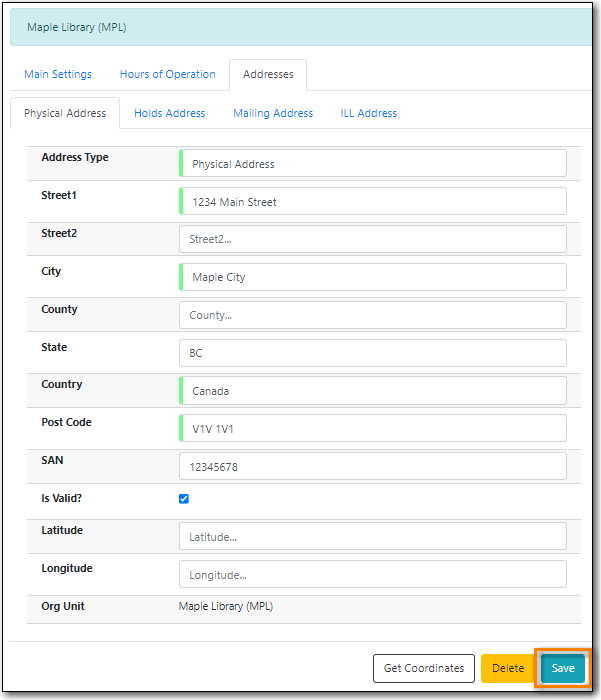 Maple Library (MPL)
Main Settings Hours of Operation Addresses
Physical Address Holds Address Mailing Address ILL Address
Address Type Physical Address
Street1 1234 Main Street
Street2 Street2...
City Maple City
County County...
State BC
Country Canada
Post Code V1V 1V1
SAN 12345678
Is Valid?
Latitude Latitude...
Longitude Longitude...
Org Unit Maple Library (MPL)
Get Coordinates Delete Save